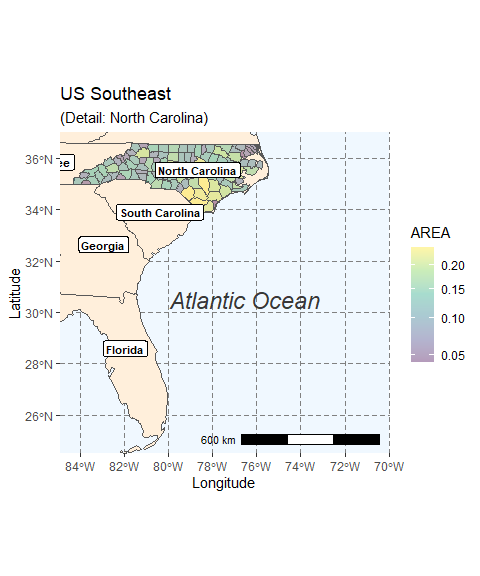 US Southeast
(Detail: North Carolina)
36°N
34°N
32°N
30°N
28°N
26°N
Latitude
ee
North Carolina
South Carolina
Georgia
Florida
Atlantic Ocean
600 km
84°W
82°W
80°W
78°W
76°W
74°W
72°W
70°W
Longitude
AREA
0.20
0.15
0.10
0.05